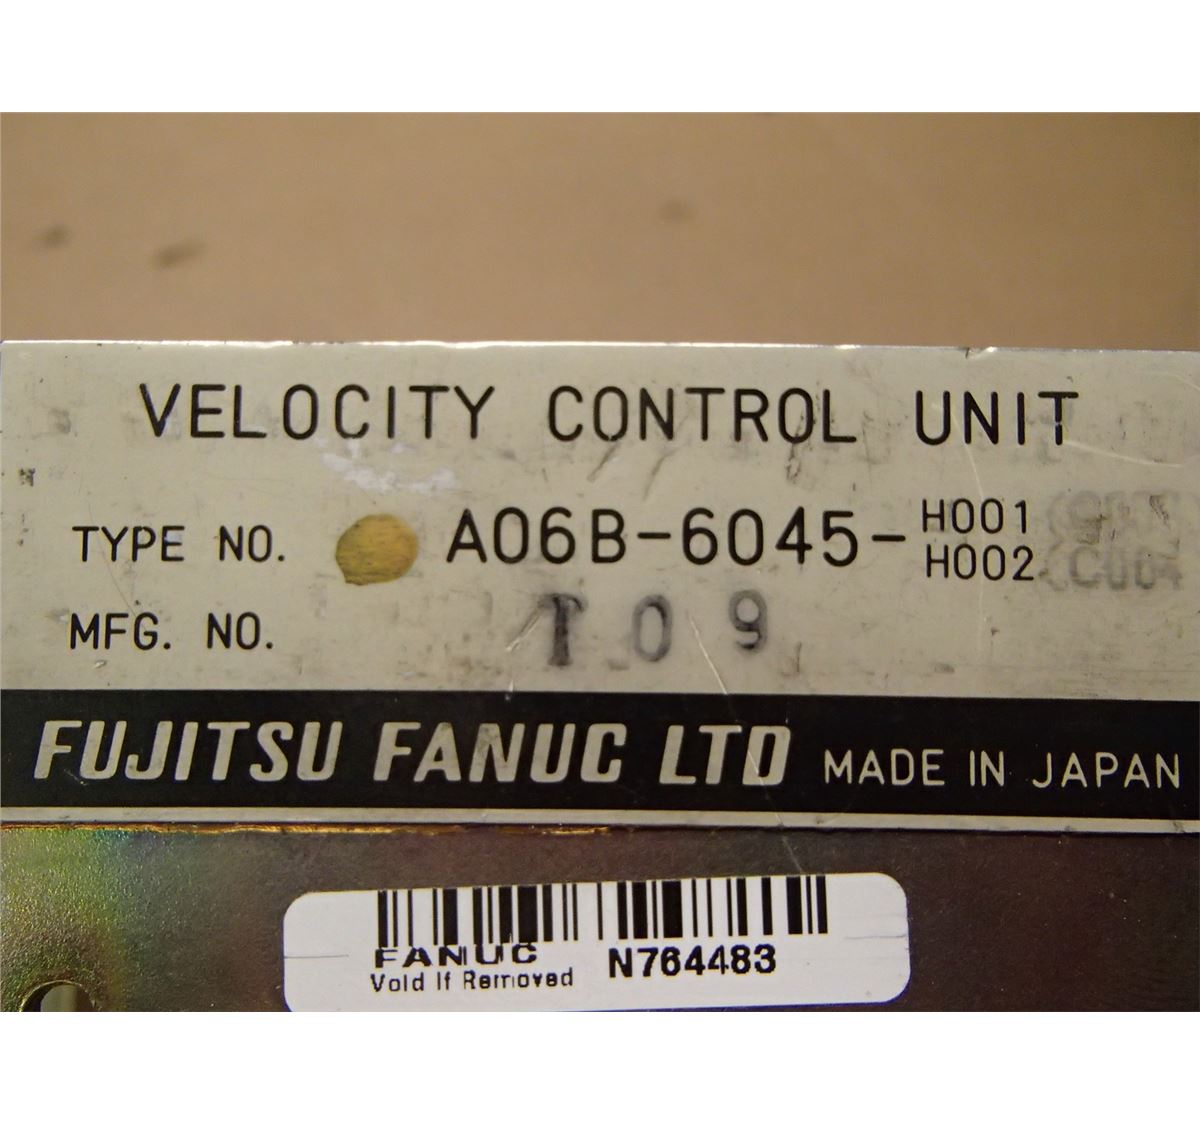 VELOCITY CONTROL UNIT
TYPE NO. A06B-6045-H001
H002
MFG. NO. T09
FUJITSU FANUC LTD MADE IN JAPAN
FANUC N764483
Void If Removed